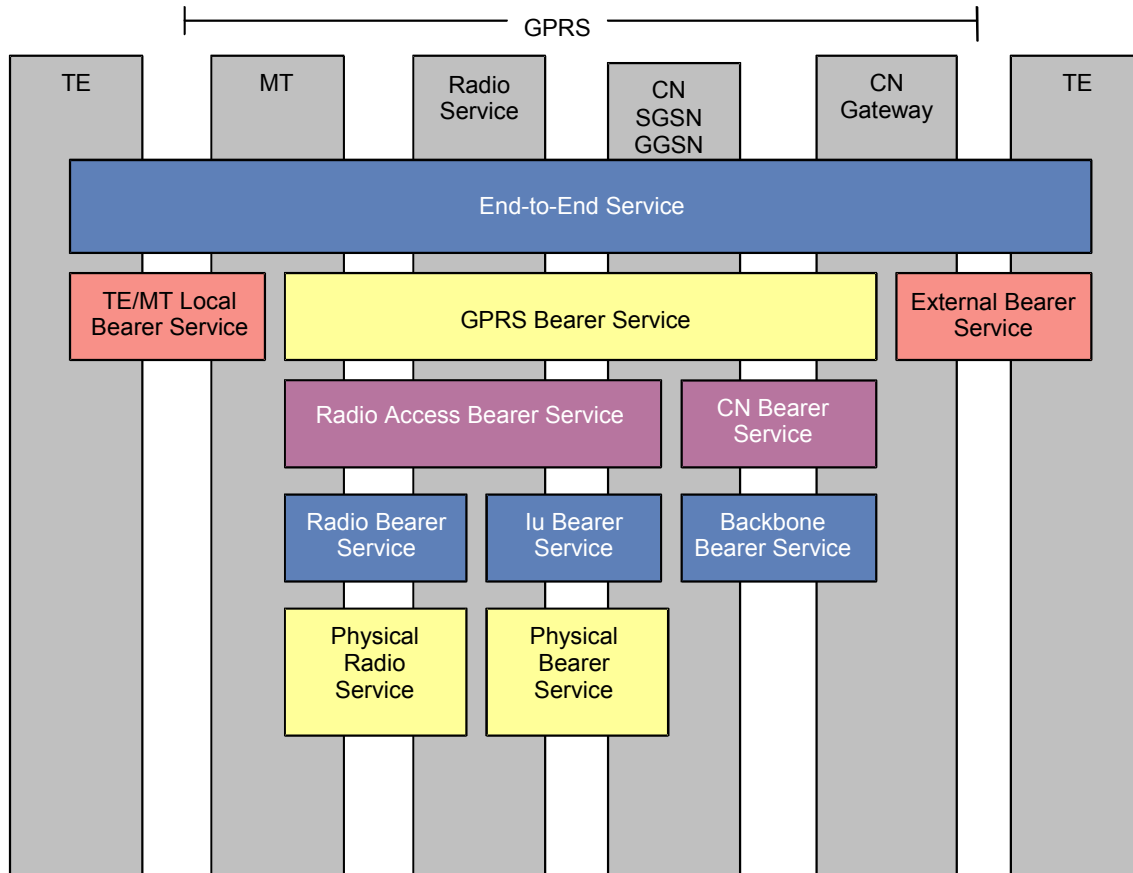 GPRS
TE
MT
Radio
Service
CN
SGSN
GGSN
CN
Gateway
TE
End-to-End Service
TE/MT Local
Bearer Service
GPRS Bearer Service
External Bearer
Service
Radio Access Bearer Service
CN Bearer
Service
Radio Bearer
Service
Iu Bearer
Service
Backbone
Bearer Service
Physical
Radio
Service
Physical
Bearer
Service